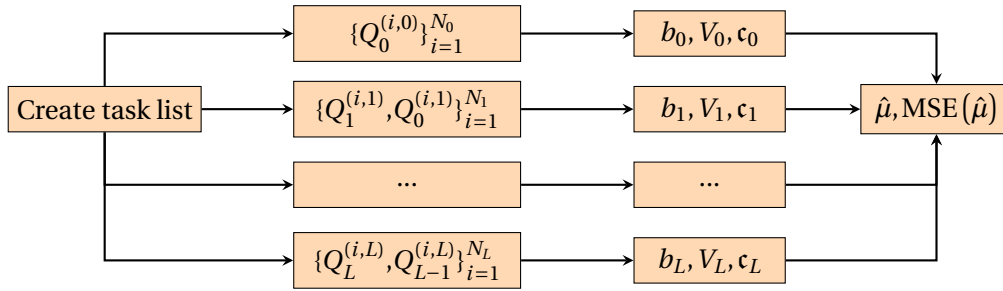 {Q_0^{(i,0)}}_{i=1}^{N_0}
b_0, V_0, 𝔠_0
Create task list
{Q_1^{(i,1)}, Q_0^{(i,1)}}_{i=1}^{N_1}
b_1, V_1, 𝔠_1
μ̂, MSE(μ̂)
...
...
{Q_L^{(i,L)}, Q_{L-1}^{(i,L)}}_{i=1}^{N_L}
b_L, V_L, 𝔠_L